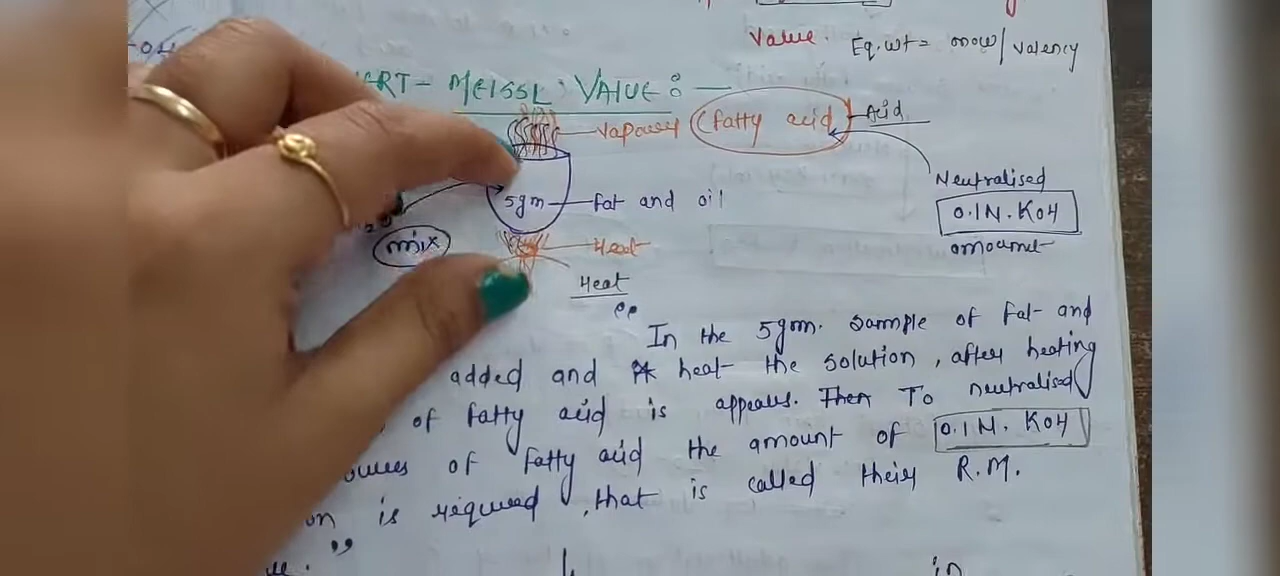 Value. Eq.wt = mow/valency
RT- MEISSL VALUE : —
Vapours (fatty acid) Acid
Neutralised
5gm fat and oil
0.1N. KOH
mix
Heat
amount
Heat
In the 5gm. sample of fat and
added and heat the solution, after heating
of fatty acid is appears. Then To neutralised
of fatty acid the amount of 0.1N. KOH
is required, that is called their R.M.
in